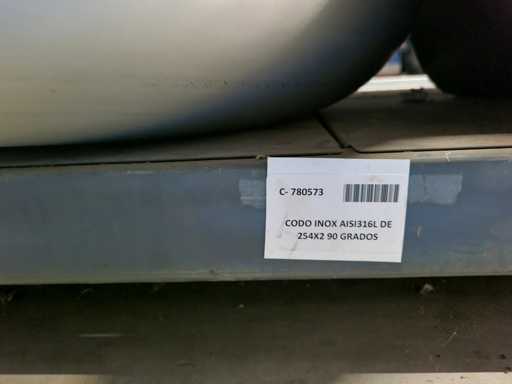 C- 780573
CODO INOX AISI316L DE
254X2 90 GRADOS